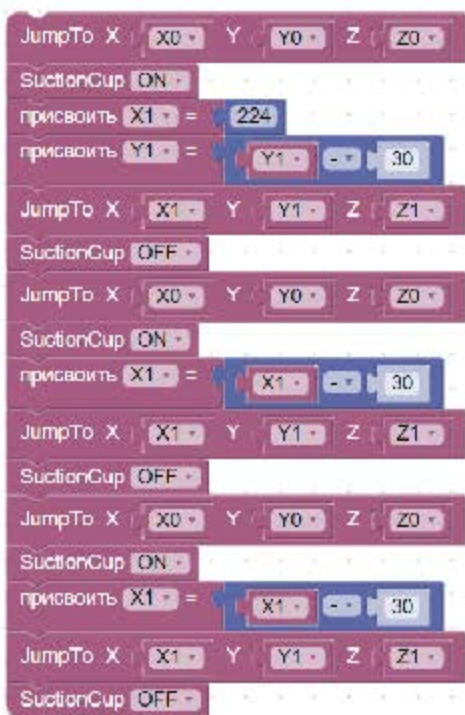 JumpTo X X0 Y Y0 Z Z0
SuctionCup ON
присвоить X1 = 224
присвоить Y1 = Y1 - 30
JumpTo X X1 Y Y1 Z Z1
SuctionCup OFF
JumpTo X X0 Y Y0 Z Z0
SuctionCup ON
присвоить X1 = X1 - 30
JumpTo X X1 Y Y1 Z Z1
SuctionCup OFF
JumpTo X X0 Y Y0 Z Z0
SuctionCup ON
присвоить X1 = X1 - 30
JumpTo X X1 Y Y1 Z Z1
SuctionCup OFF